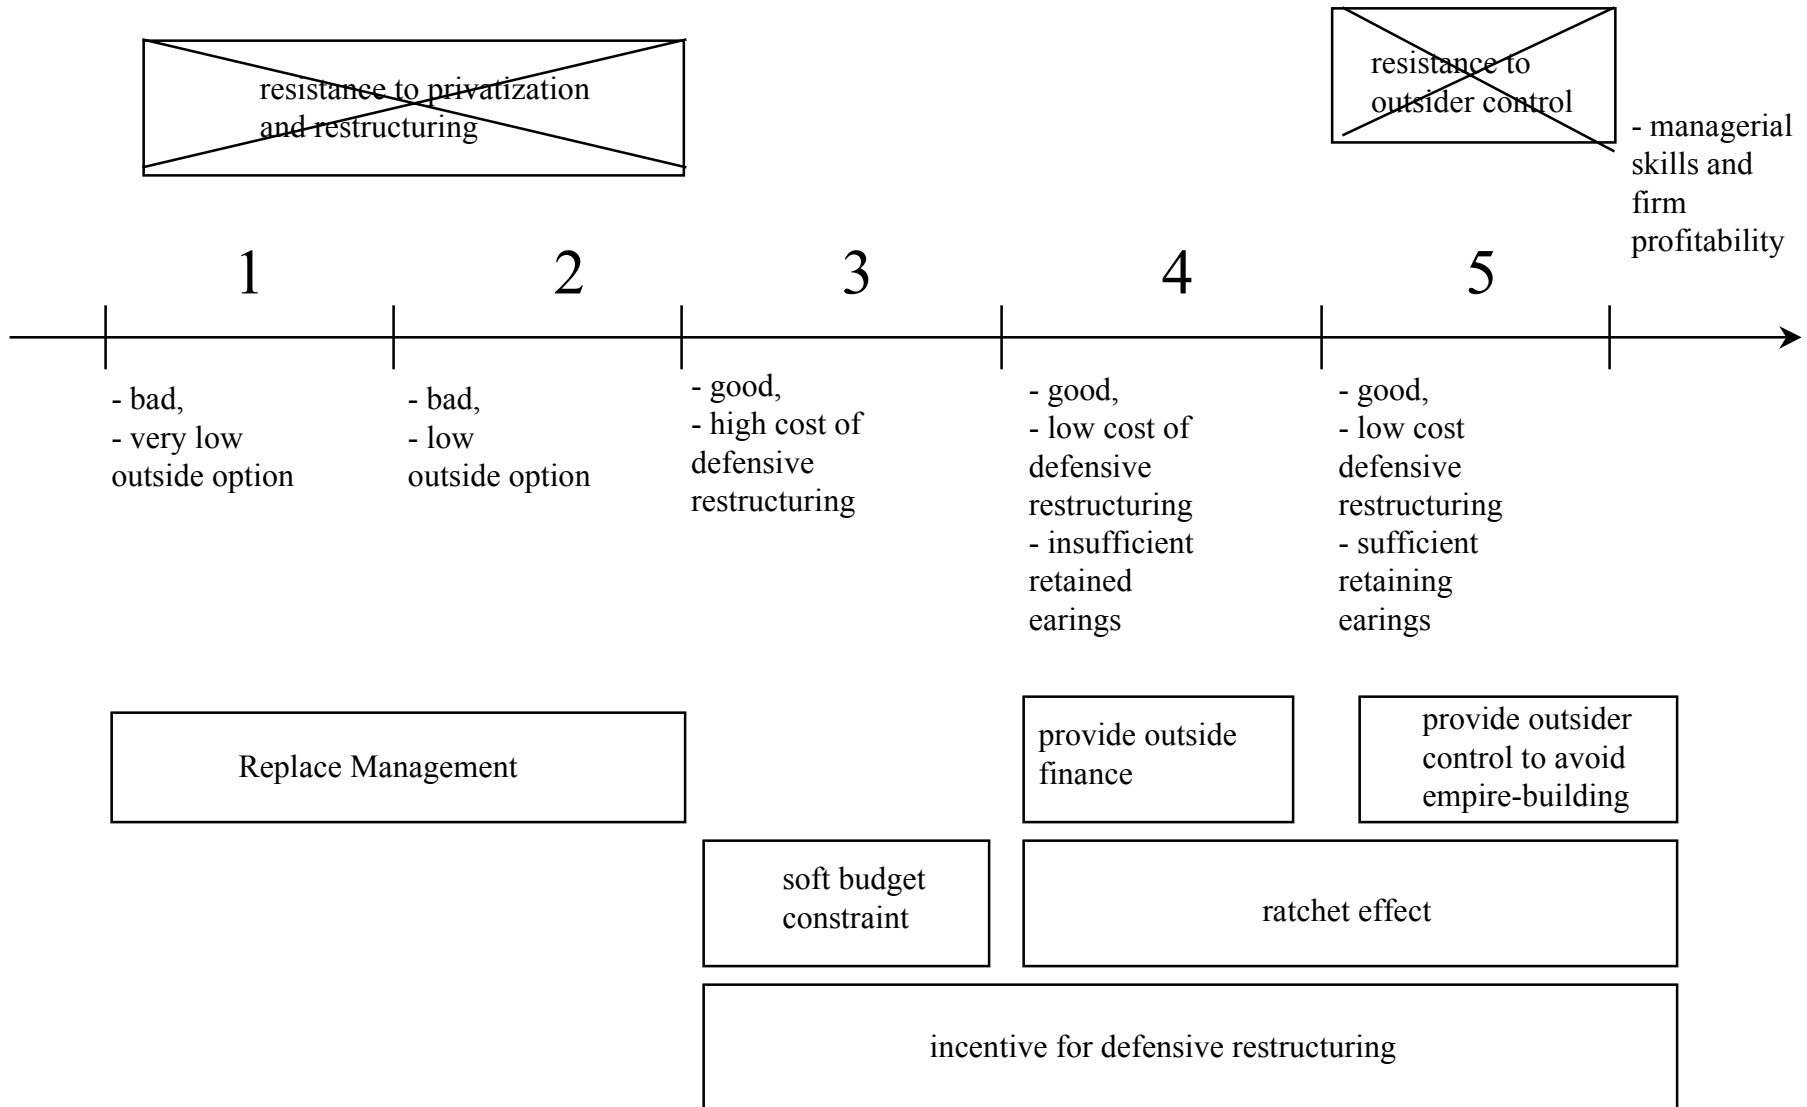 resistance to privatization
and restructuring
resistance to
outsider control
- managerial
skills and
firm
profitability
1
2
3
4
5
- bad,
- very low
outside option
- bad,
- low
outside option
- good,
- high cost of
defensive
restructuring
- good,
- low cost of
defensive
restructuring
- insufficient
retained
earings
- good,
- low cost
defensive
restructuring
- sufficient
retaining
earings
Replace Management
provide outside
finance
provide outsider
control to avoid
empire-building
soft budget
constraint
ratchet effect
incentive for defensive restructuring